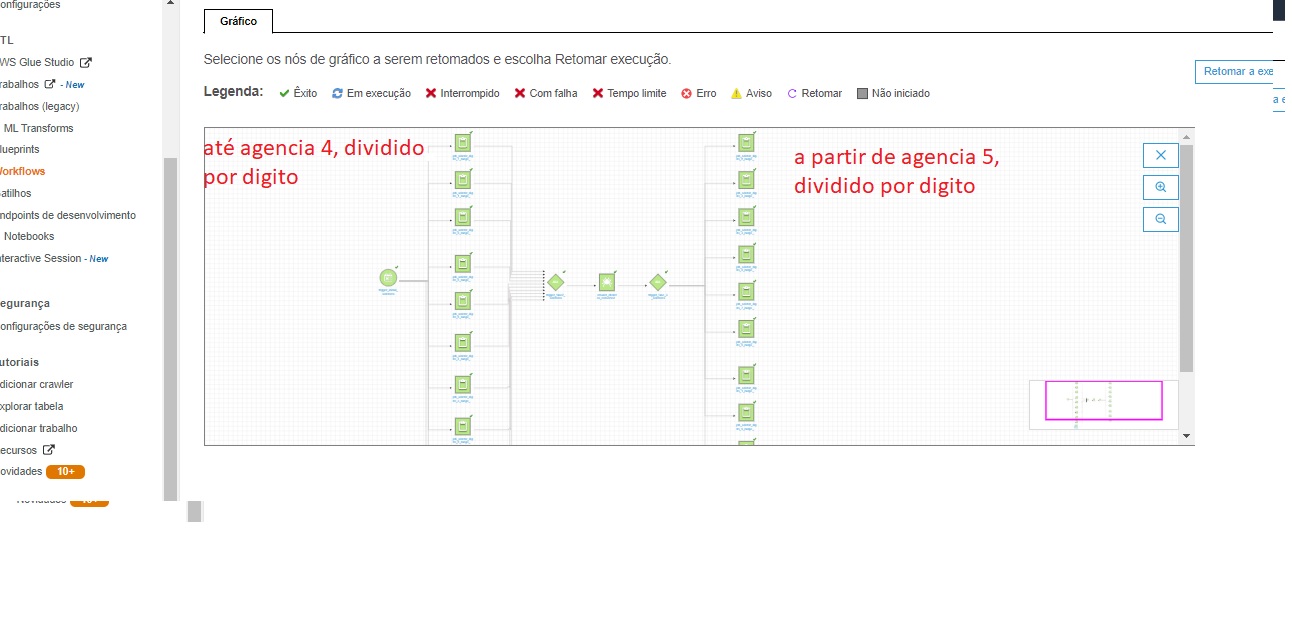 onfigurações
TL
WS Glue Studio
rabalhos - New
rabalhos (legacy)
ML Transforms
lueprints
Workflows
atilhos
ndpoints de desenvolvimento
Notebooks
nteractive Session - New
egurança
onfigurações de segurança
utoriais
dicionar crawler
xplorar tabela
dicionar trabalho
ecursos
ovidades 10+
Novidades 10+
Gráfico
Selecione os nós de gráfico a serem retomados e escolha Retomar execução.
Retomar a exe
a e
Legenda: Êxito Em execução Interrompido Com falha Tempo limite Erro Aviso Retomar Não iniciado
até agencia 4, dividido
por digito
a partir de agencia 5,
dividido por digito